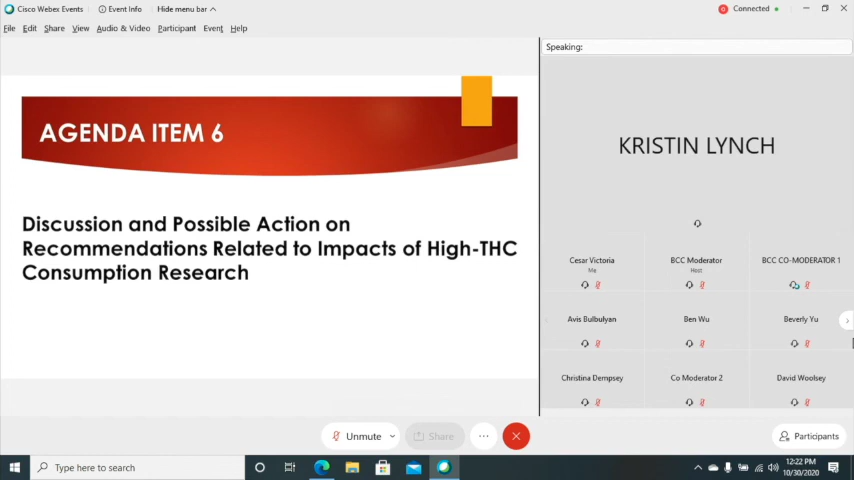 Cisco Webex Events
Event Info
Hide menu bar
Connected
File Edit Share View Audio & Video Participant Event Help
Speaking:
AGENDA ITEM 6
Discussion and Possible Action on
Recommendations Related to Impacts of High-THC
Consumption Research
KRISTIN LYNCH
Cesar Victoria
Me
BCC Moderator
Host
BCC CO-MODERATOR 1
Avis Bulbulyan
Ben Wu
Beverly Yu
Christina Dempsey
Co Moderator 2
David Woolsey
Unmute
Share
Participants
Type here to search
12:22 PM
10/30/2020